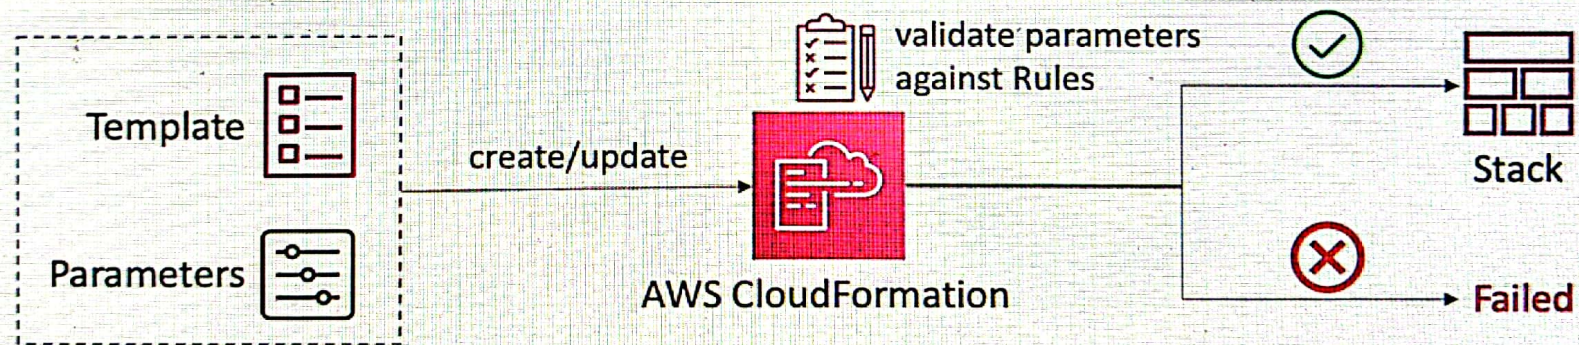 Template
Parameters
create/update
validate parameters
against Rules
AWS CloudFormation
Stack
Failed